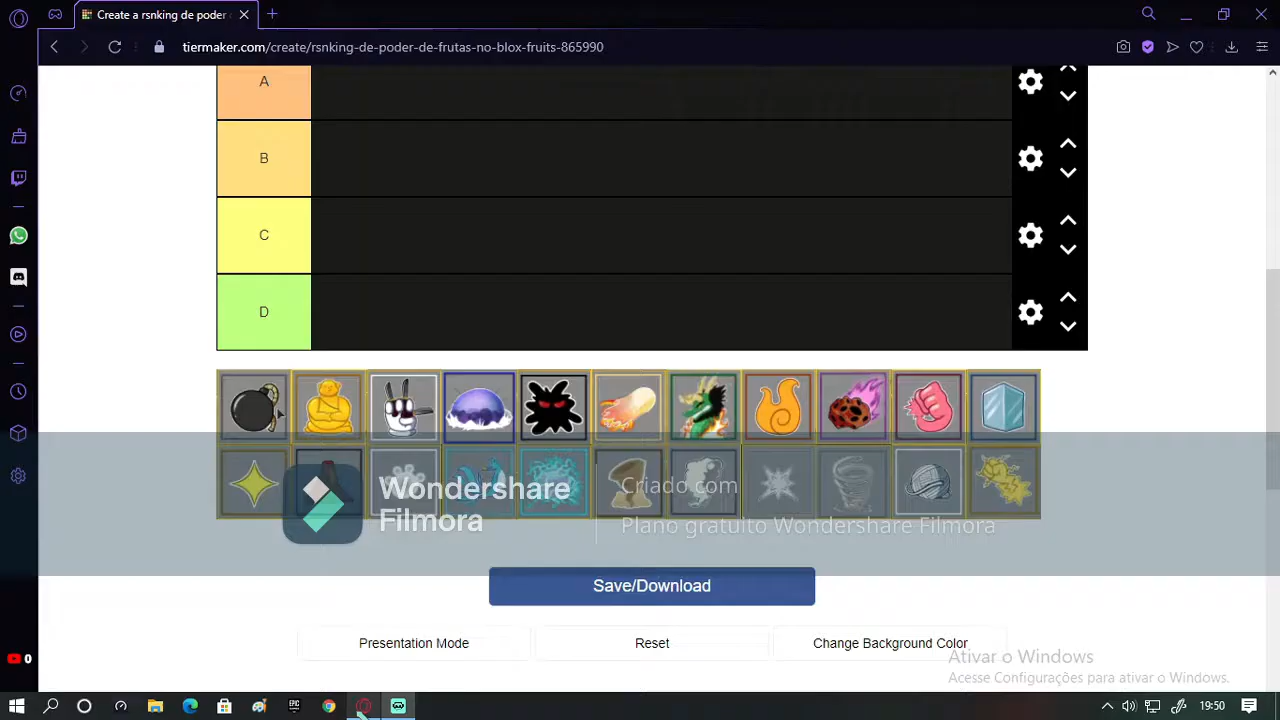 Create a rsnking de poder
tiermaker.com/create/rsnking-de-poder-de-frutas-no-blox-fruits-865990
A
B
C
D
Wondershare
Filmora
Criado com
Plano gratuito Wondershare Filmora
Save/Download
Presentation Mode
Reset
Change Background Color
Ativar o Windows
Acesse Configurações para ativar o Windows.
0
EPIC
19:50